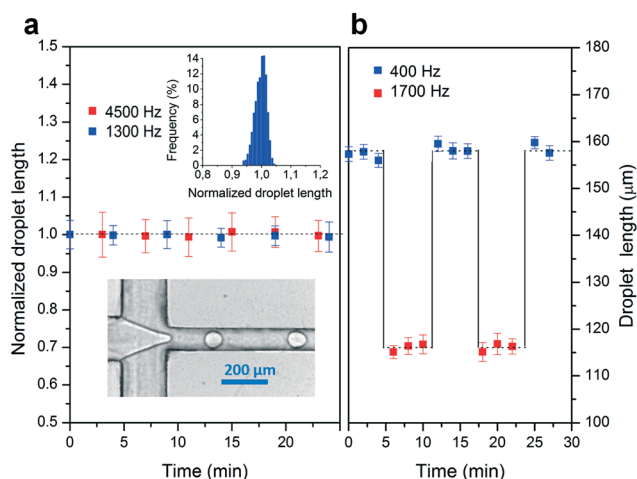 a
1.5
1.4
1.3
1.2
1.1
1.0
0.9
0.8
0.7
0.6
0.5
Normalized droplet length
4500 Hz
1300 Hz
14
12
10
8
6
4
2
0
Frequency (%)
0,8 1,0 1,2
Normalized droplet length
200 µm
0 5 10 15 20
Time (min)
b
400 Hz
1700 Hz
180
170
160
150
140
130
120
110
100
Droplet length (µm)
0 5 10 15 20 25 30
Time (min)